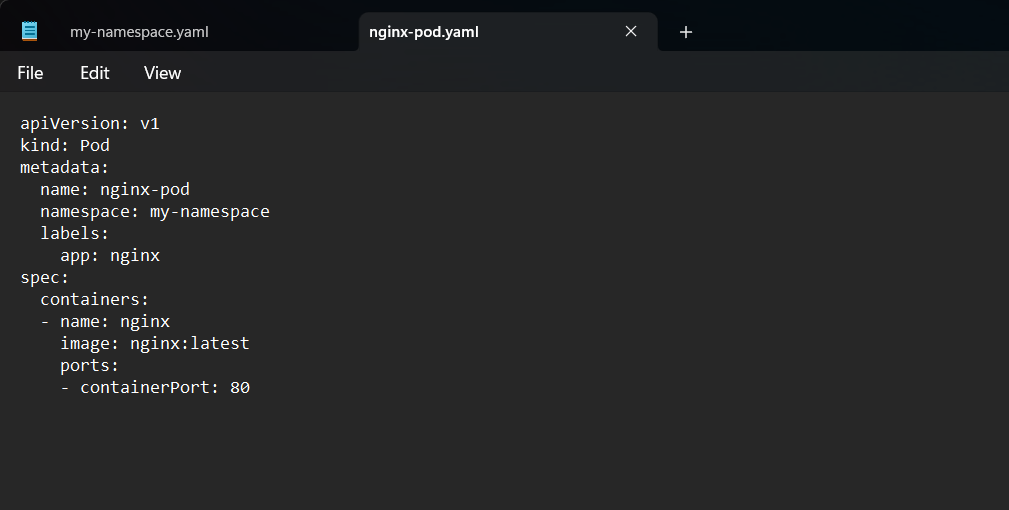 my-namespace.yaml
nginx-pod.yaml
File Edit View
apiVersion: v1
kind: Pod
metadata:
  name: nginx-pod
  namespace: my-namespace
  labels:
    app: nginx
spec:
  containers:
  - name: nginx
    image: nginx:latest
    ports:
    - containerPort: 80